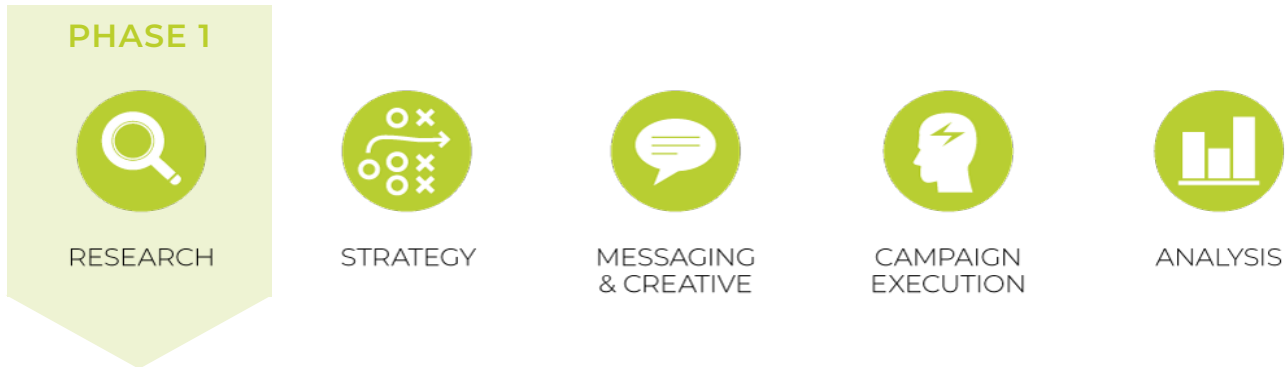 PHASE 1
RESEARCH
STRATEGY
MESSAGING
& CREATIVE
CAMPAIGN
EXECUTION
ANALYSIS